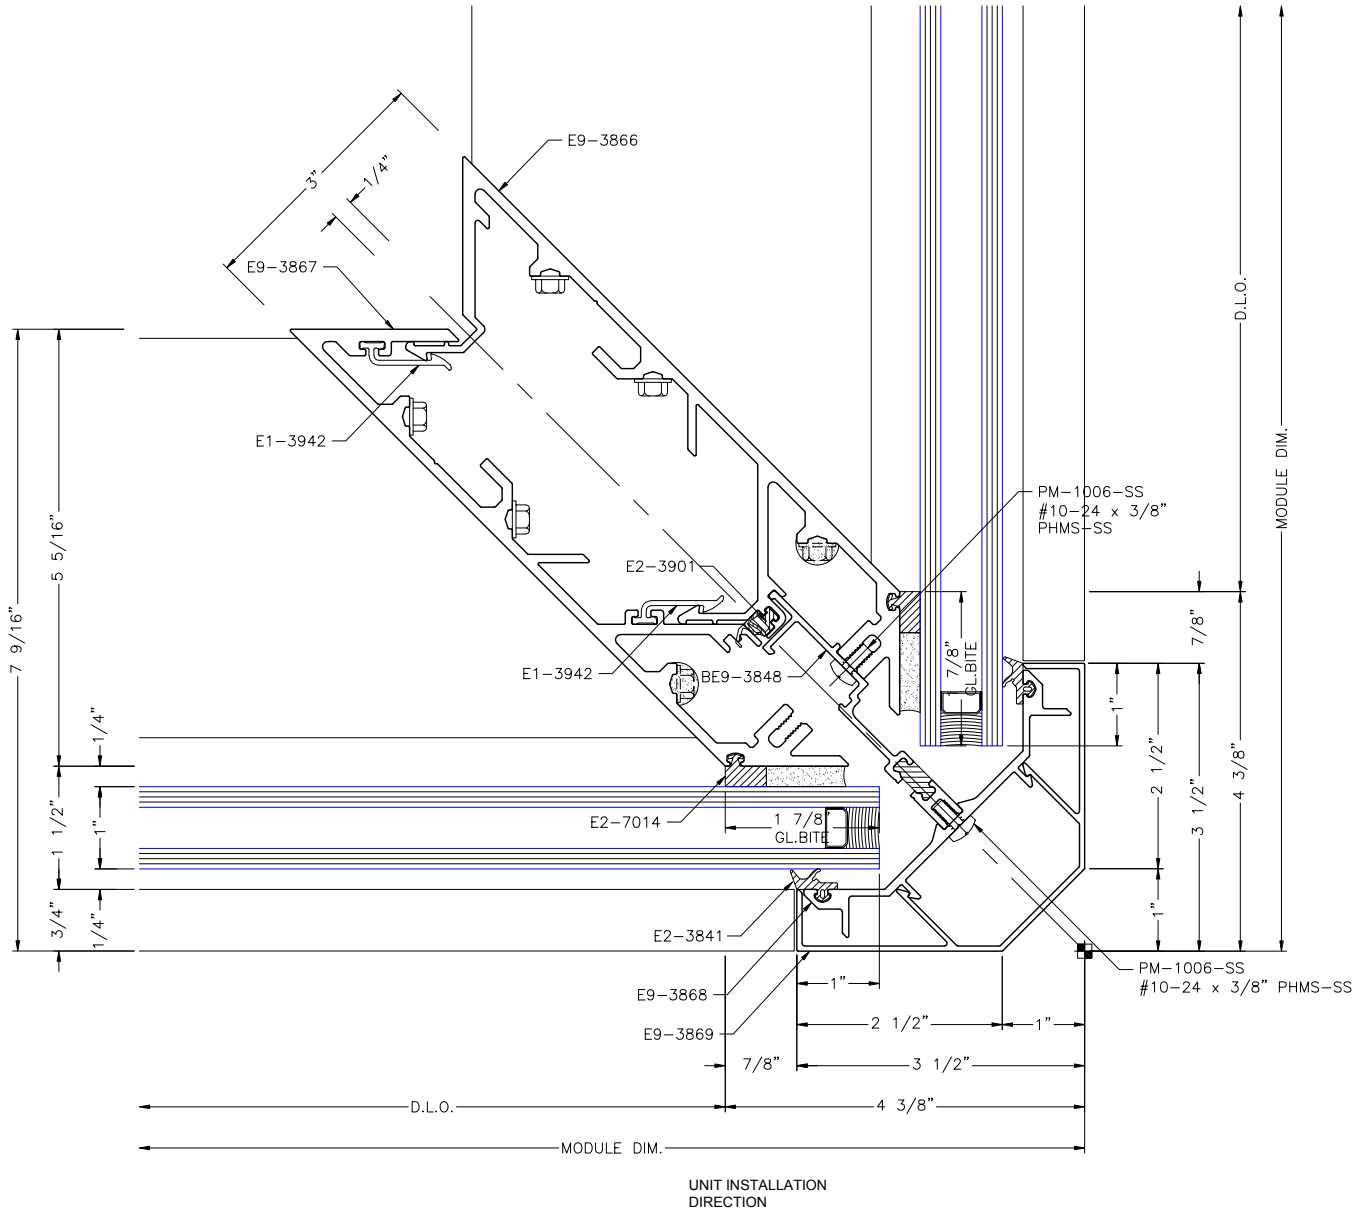 E9-3866
3"
1/4"
E9-3867
D.L.O.
MODULE DIM.
E1-3942
PM-1006-SS
#10-24 x 3/8"
PHMS-SS
5 5/16"
7 9/16"
E2-3901
7/8"
7/8"
GL.BITE
E1-3942
BE9-3848
1"
2 1/2"
3 1/2"
4 3/8"
1/4"
1 1/2"
1"
E2-7014
1 7/8"
GL.BITE
3/4"
1/4"
1"
E2-3841
PM-1006-SS
#10-24 x 3/8" PHMS-SS
E9-3868
1"
2 1/2"
1"
E9-3869
7/8"
3 1/2"
D.L.O.
4 3/8"
MODULE DIM.
UNIT INSTALLATION
DIRECTION